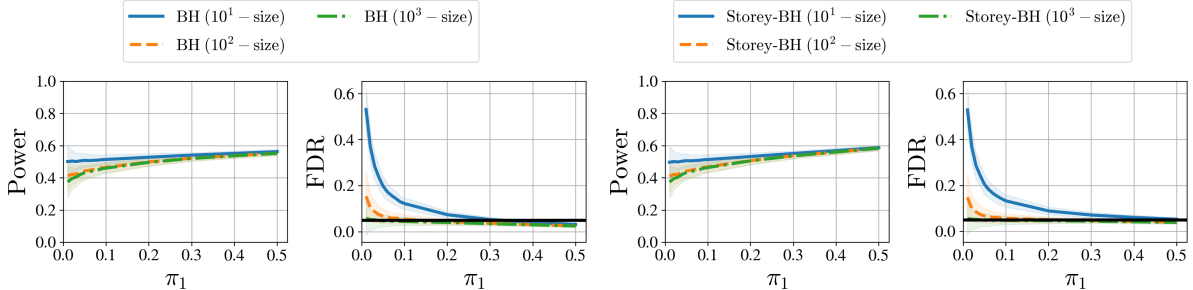 BH (10¹ − size)
BH (10³ − size)
BH (10² − size)
Storey-BH (10¹ − size)
Storey-BH (10³ − size)
Storey-BH (10² − size)
Power
1.0
0.8
0.6
0.4
0.2
0.0
0.0 0.1 0.2 0.3 0.4 0.5
π₁
FDR
0.6
0.4
0.2
0.0
0.0 0.1 0.2 0.3 0.4 0.5
π₁
Power
1.0
0.8
0.6
0.4
0.2
0.0
0.0 0.1 0.2 0.3 0.4 0.5
π₁
FDR
0.6
0.4
0.2
0.0
0.0 0.1 0.2 0.3 0.4 0.5
π₁